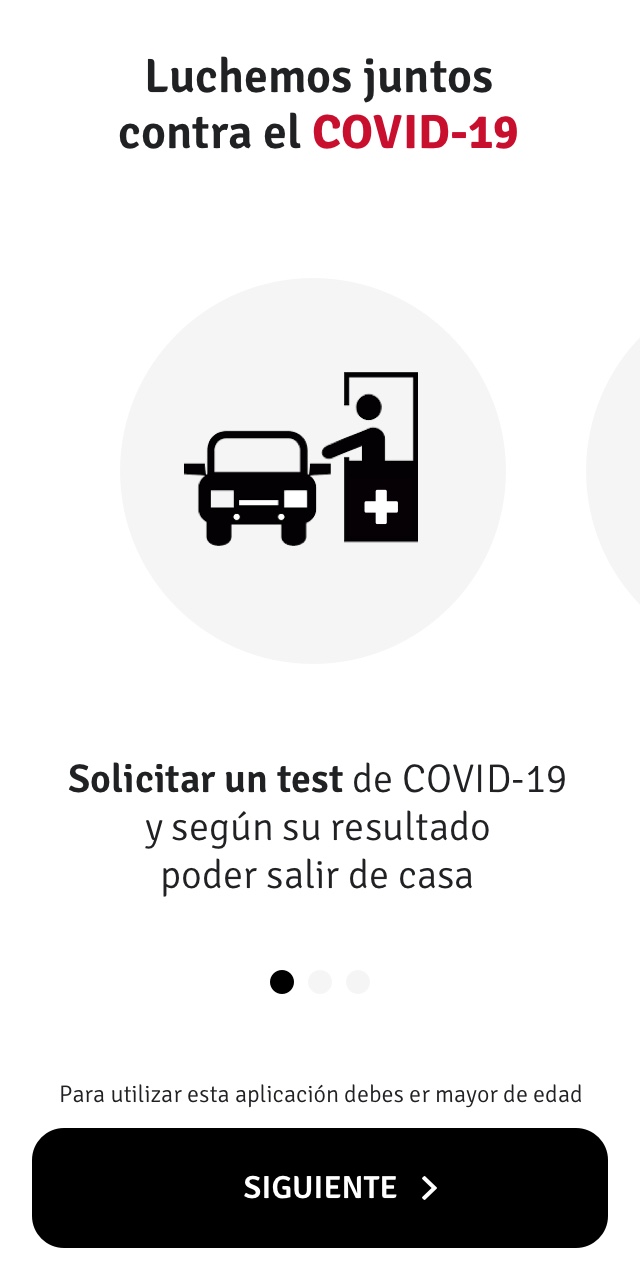 Luchemos juntos
contra el COVID-19
Solicitar un test de COVID-19
y según su resultado
poder salir de casa
Para utilizar esta aplicación debes er mayor de edad
SIGUIENTE